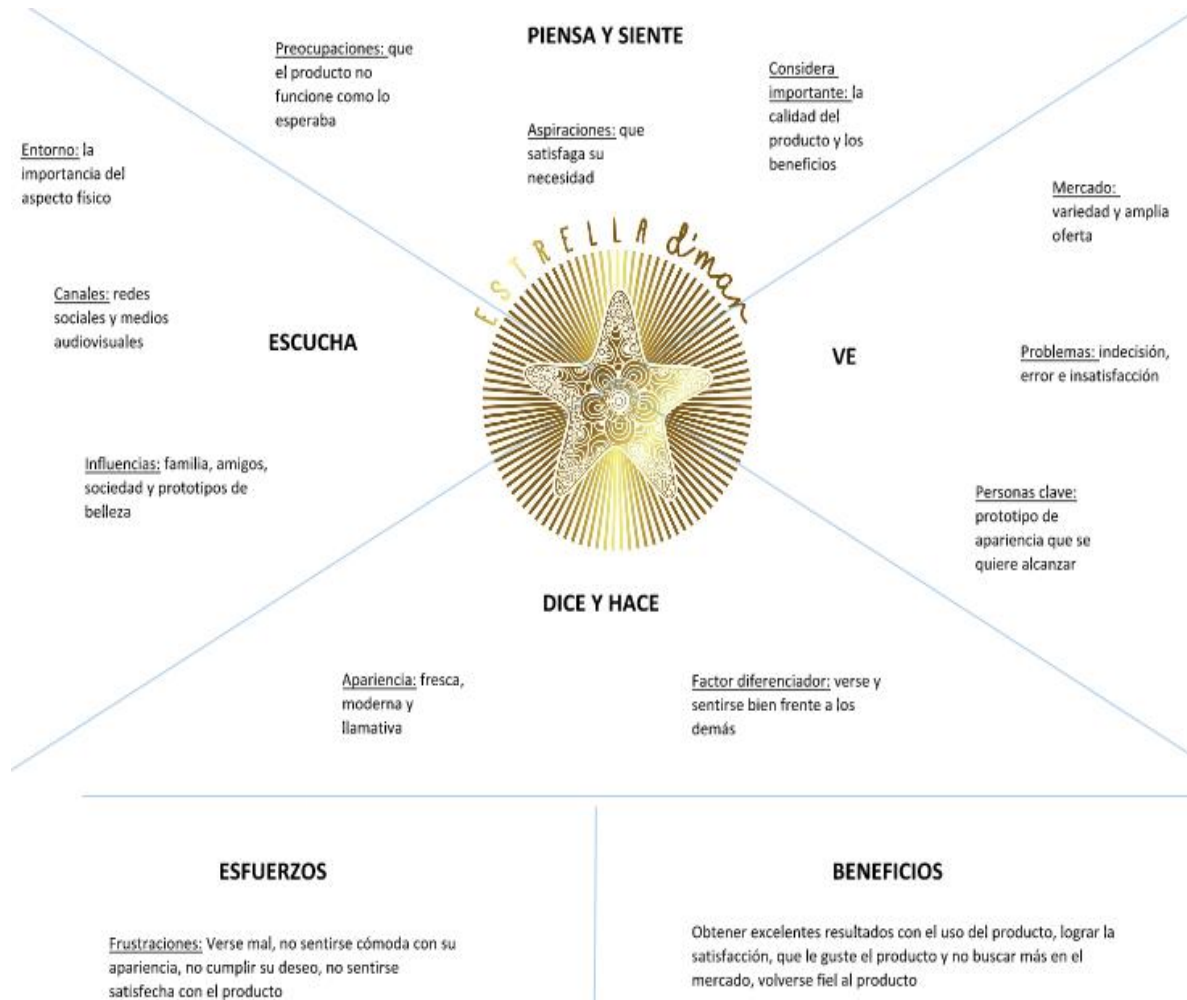 PIENSA Y SIENTE
Preocupaciones: que
el producto no
funcione como lo
esperaba
Aspiraciones: que
satisfaga su
necesidad
Considera
importante: la
calidad del
producto y los
beneficios
Entorno: la
importancia del
aspecto físico
Canales: redes
sociales y medios
audiovisuales
ESCUCHA
Influencias: familia, amigos,
sociedad y prototipos de
belleza
ESTRELLA d'man
VE
Mercado:
variedad y amplia
oferta
Problemas: indecisión,
error e insatisfacción
Personas clave:
prototipo de
apariencia que se
quiere alcanzar
DICE Y HACE
Apariencia: fresca,
moderna y
llamativa
Factor diferenciador: verse y
sentirse bien frente a los
demás
ESFUERZOS
Frustraciones: Verse mal, no sentirse cómoda con su
apariencia, no cumplir su deseo, no sentirse
satisfecha con el producto
BENEFICIOS
Obtener excelentes resultados con el uso del producto, lograr la
satisfacción, que le guste el producto y no buscar más en el
mercado, volverse fiel al producto